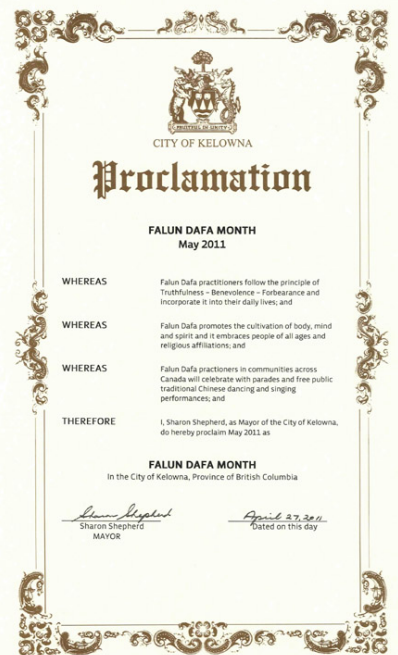 FRUITFUL IN UNITY
CITY OF KELOWNA
Proclamation
FALUN DAFA MONTH
May 2011
WHEREAS Falun Dafa practitioners follow the principle of
Truthfulness – Benevolence – Forbearance and
incorporate it into their daily lives; and
WHEREAS Falun Dafa promotes the cultivation of body, mind
and spirit and it embraces people of all ages and
religious affiliations; and
WHEREAS Falun Dafa practioners in communities across
Canada will celebrate with parades and free public
traditional Chinese dancing and singing
performances; and
THEREFORE I, Sharon Shepherd, as Mayor of the City of Kelowna,
do hereby proclaim May 2011 as
FALUN DAFA MONTH
In the City of Kelowna, Province of British Columbia
Sharon Shepherd April 27, 2011
Sharon Shepherd Dated on this day
MAYOR